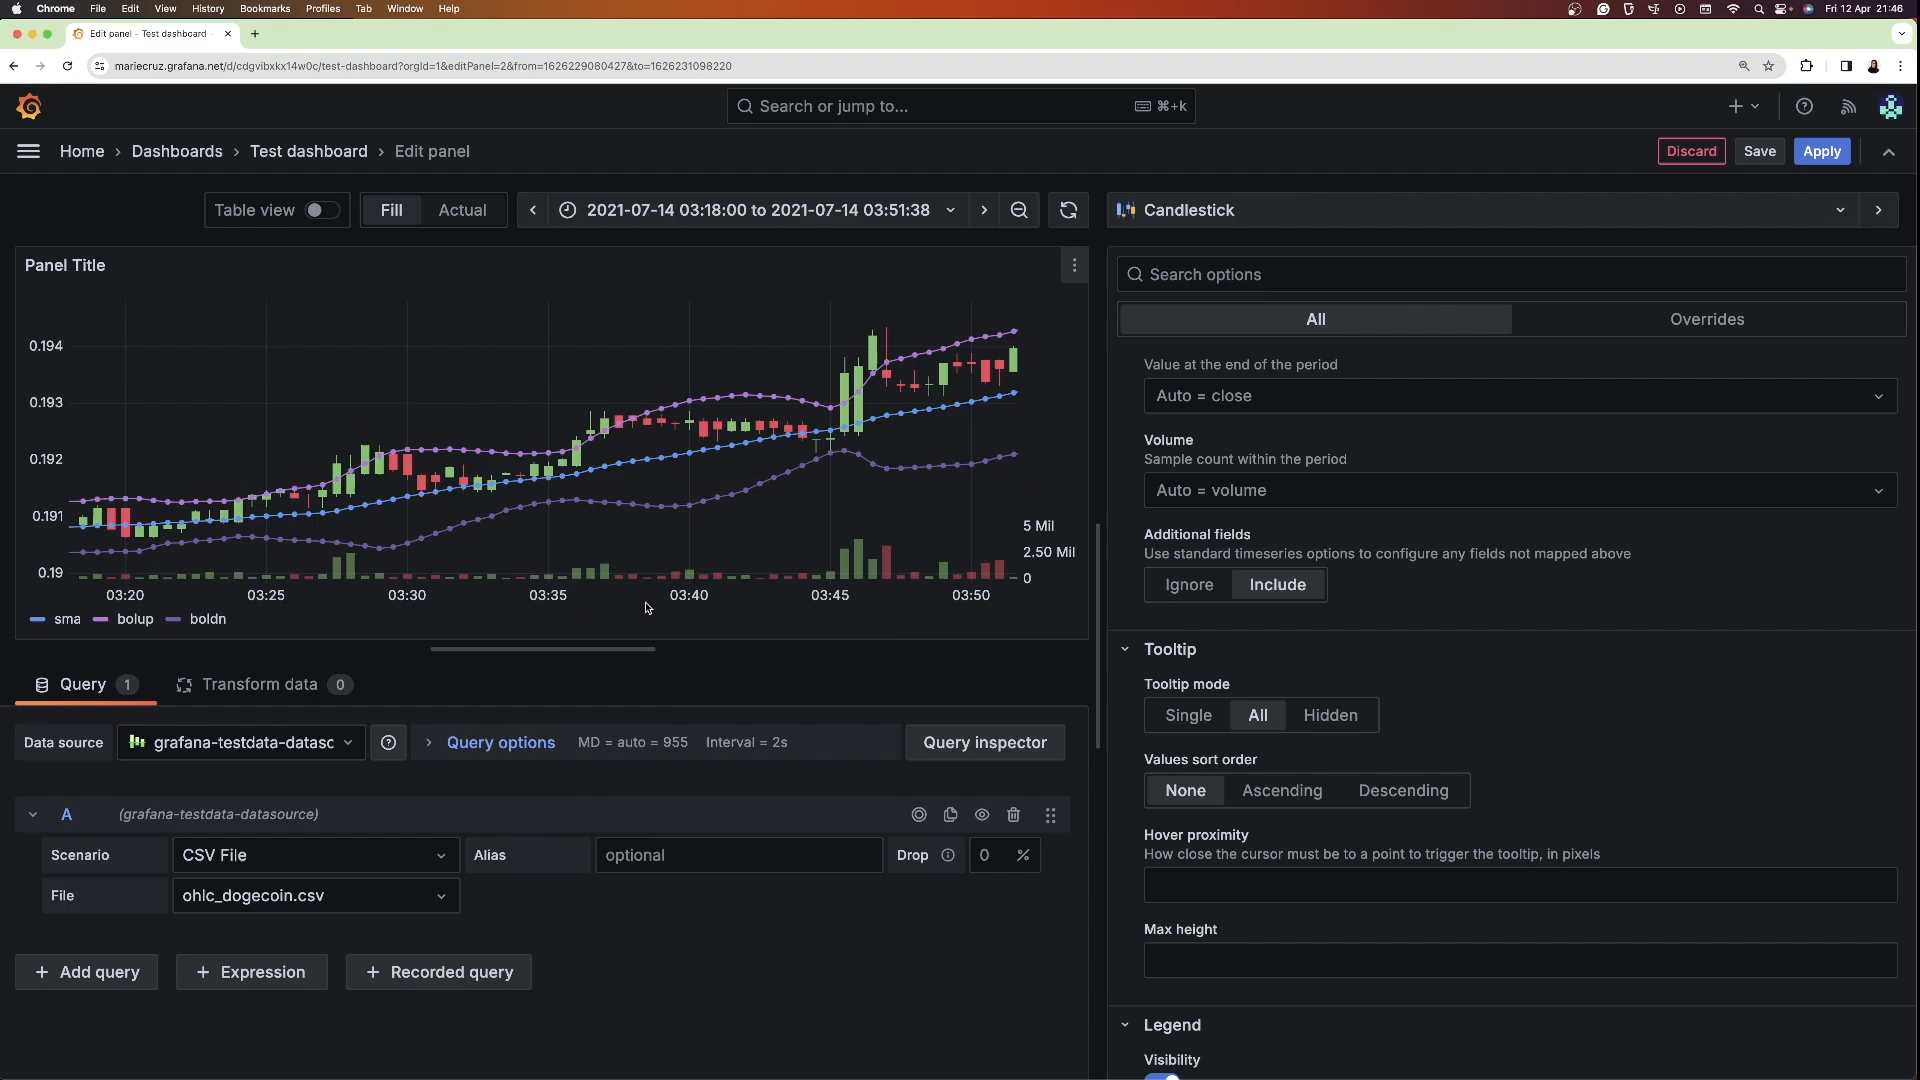 Chrome File Edit View History Bookmarks Profiles Tab Window Help Fri 12 Apr 21:46
Edit panel - Test dashboard -
mariecruz.grafana.net/d/cdgvibxkx14w0c/test-dashboard?orgId=1&editPanel=2&from=1626229080427&to=1626231098220
Search or jump to... ⌘+k
Home › Dashboards › Test dashboard › Edit panel Discard Save Apply
Table view Fill Actual 2021-07-14 03:18:00 to 2021-07-14 03:51:38 Candlestick
Panel Title
0.194
0.193
0.192
0.191
0.19
5 Mil
2.50 Mil
0
03:20 03:25 03:30 03:35 03:40 03:45 03:50
sma bolup boldn
Query 1 Transform data 0
Data source grafana-testdata-datasc Query options MD = auto = 955 Interval = 2s Query inspector
A (grafana-testdata-datasource)
Scenario CSV File Alias optional Drop 0 %
File ohlc_dogecoin.csv
+ Add query + Expression + Recorded query
Search options
All Overrides
Value at the end of the period
Auto = close
Volume
Sample count within the period
Auto = volume
Additional fields
Use standard timeseries options to configure any fields not mapped above
Ignore Include
Tooltip
Tooltip mode
Single All Hidden
Values sort order
None Ascending Descending
Hover proximity
How close the cursor must be to a point to trigger the tooltip, in pixels
Max height
Legend
Visibility